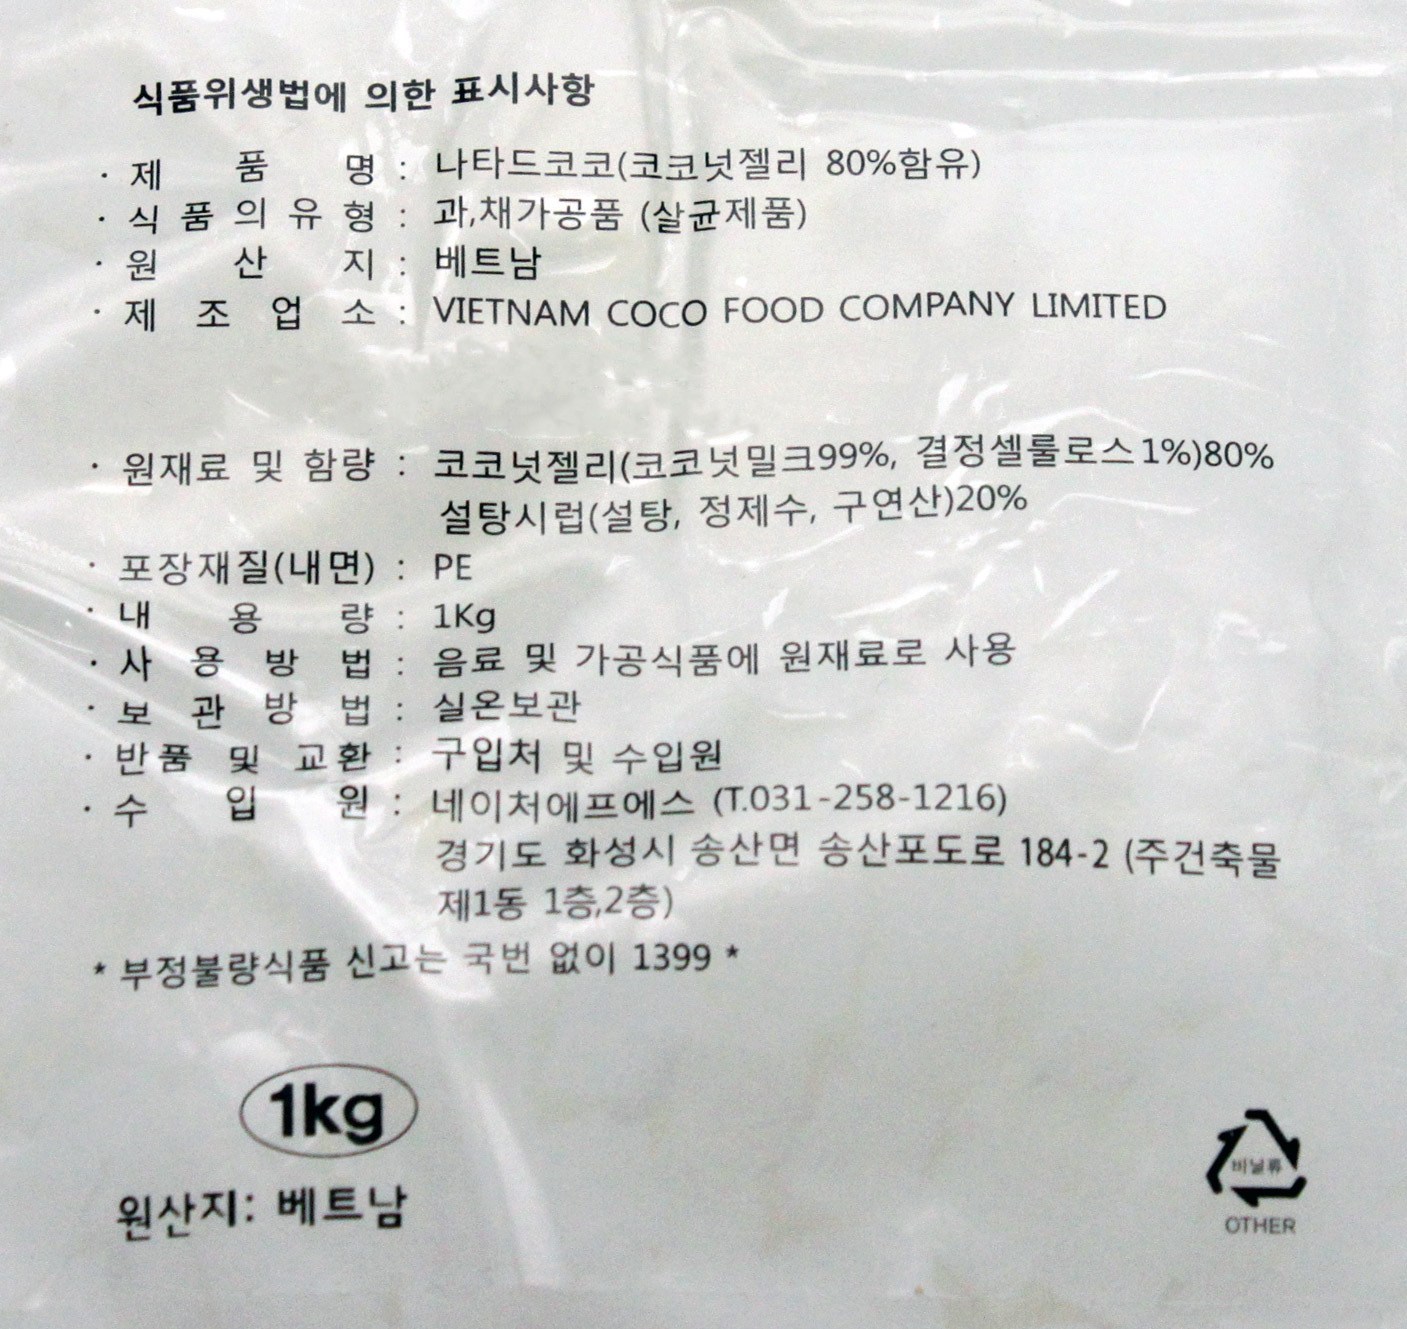 식품위생법에 의한 표시사항
· 제 품 명 : 나타드코코(코코넛젤리 80%함유)
· 식 품 의 유 형 : 과,채가공품 (살균제품)
· 원 산 지 : 베트남
· 제 조 업 소 : VIETNAM COCO FOOD COMPANY LIMITED
· 원재료 및 함량 : 코코넛젤리(코코넛밀크99%, 결정셀룰로스1%)80%
설탕시럽(설탕, 정제수, 구연산)20%
· 포장재질(내면) : PE
· 내 용 량 : 1Kg
· 사 용 방 법 : 음료 및 가공식품에 원재료로 사용
· 보 관 방 법 : 실온보관
· 반품 및 교환 : 구입처 및 수입원
· 수 입 원 : 네이처에프에스 (T.031-258-1216)
경기도 화성시 송산면 송산포도로 184-2 (주건축물
제1동 1층,2층)
* 부정불량식품 신고는 국번 없이 1399 *
1kg
원산지: 베트남
비닐류
OTHER